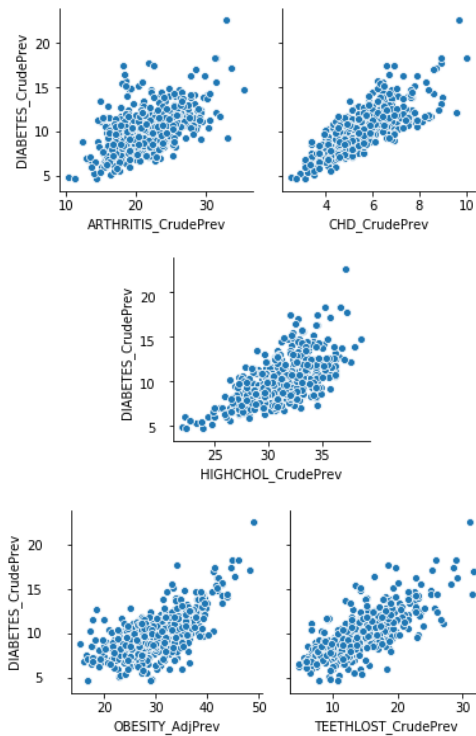 DIABETES_CrudePrev
20
15
10
5
10 20 30
ARTHRITIS_CrudePrev
4 6 8 10
CHD_CrudePrev
DIABETES_CrudePrev
20
15
10
5
25 30 35
HIGHCHOL_CrudePrev
DIABETES_CrudePrev
20
15
10
5
20 30 40 50
OBESITY_AdjPrev
10 20 30
TEETHLOST_CrudePrev